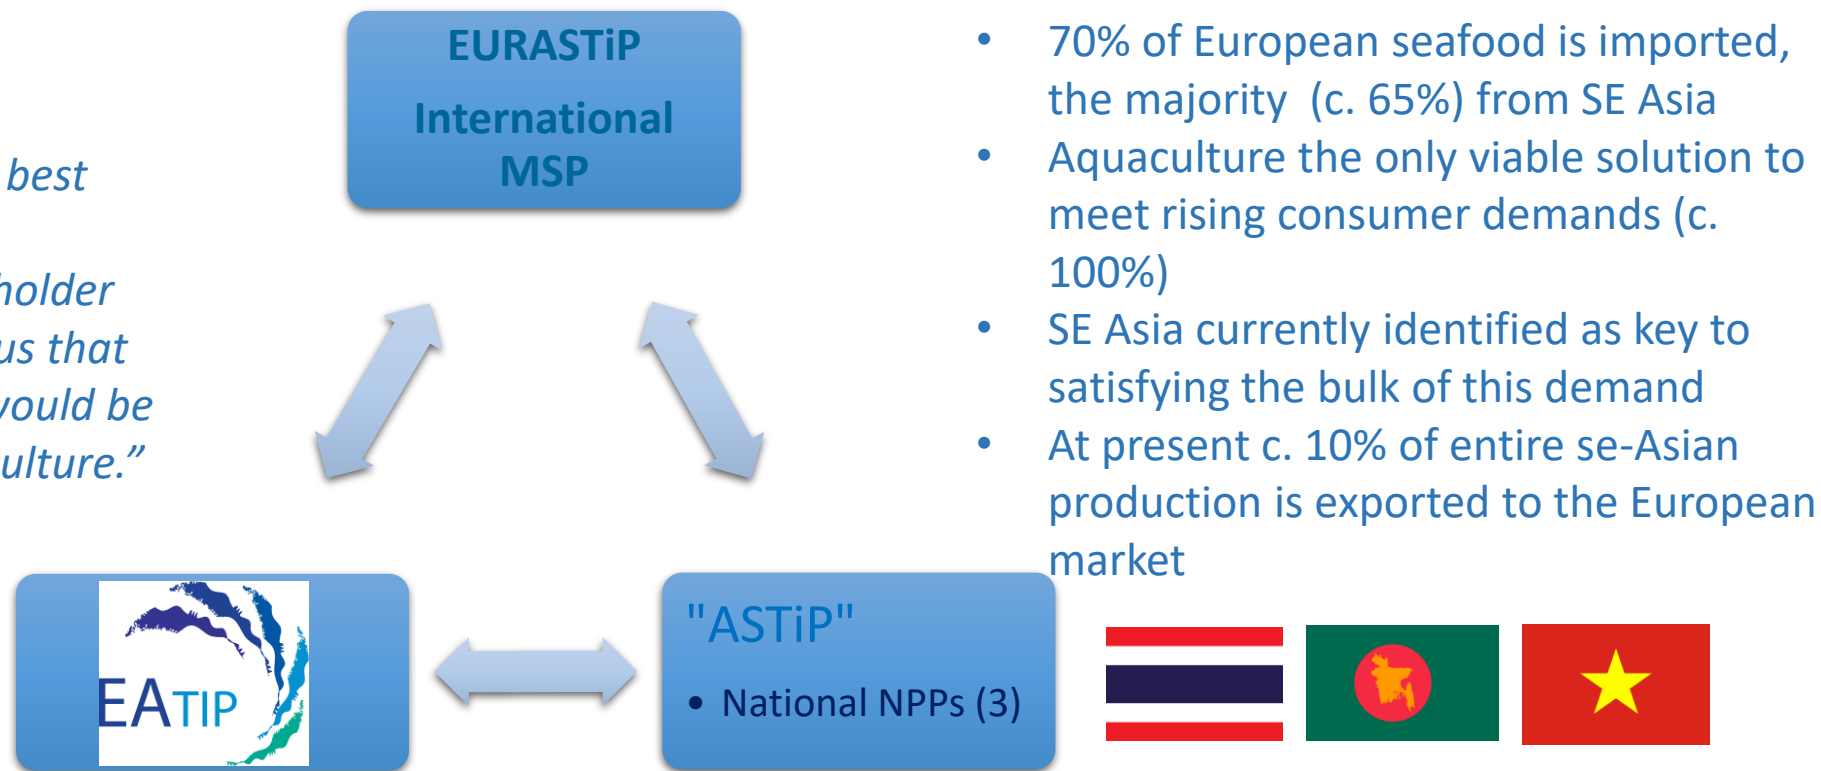 EURASTiP
International
MSP
best
holder
us that
would be
culture.”
EATIP
"ASTiP"
• National NPPs (3)
• 70% of European seafood is imported,
the majority (c. 65%) from SE Asia
• Aquaculture the only viable solution to
meet rising consumer demands (c.
100%)
• SE Asia currently identified as key to
satisfying the bulk of this demand
• At present c. 10% of entire se-Asian
production is exported to the European
market